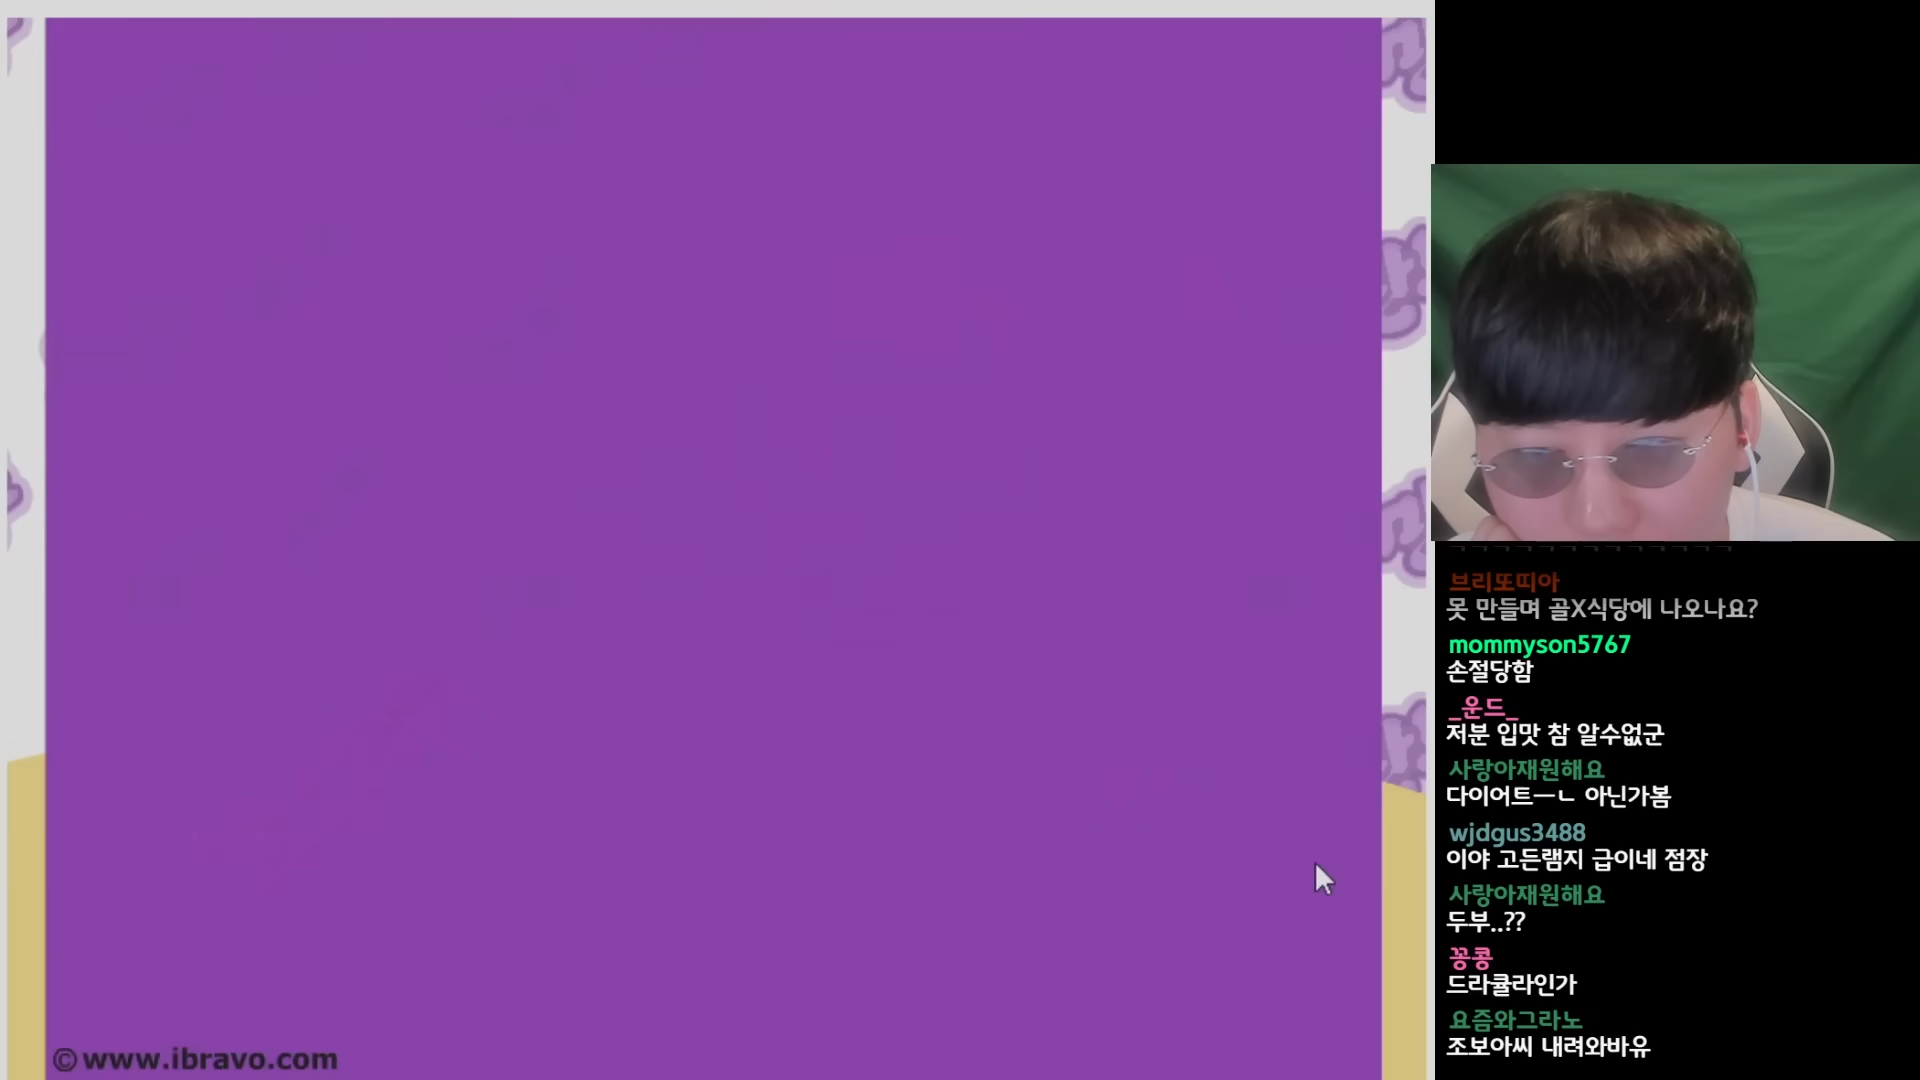 ©www.ibravo.com
브리또띠아
못 만들며 골X식당에 나오나요?
mommyson5767
손절당함
_운드_
저분 입맛 참 알수없군
사랑아재원해요
다이어트ㅡㄴ 아닌가봄
wjdgus3488
이야 고든램지 급이네 점장
사랑아재원해요
두부..??
꽁콩
드라큘라인가
요즘와그라노
조보아씨 내려와바유